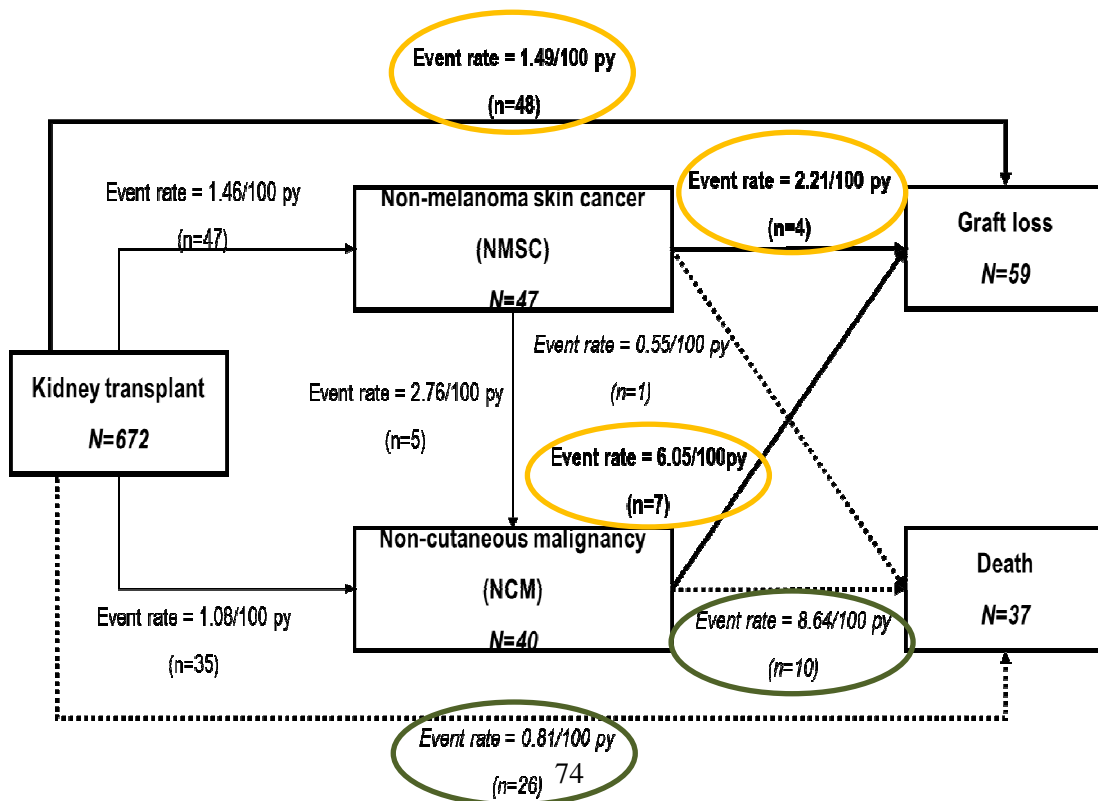 Event rate = 1.49/100 py
(n=48)
Event rate = 1.46/100 py
(n=47)
Non-melanoma skin cancer
(NMSC)
N=47
Event rate = 2.21/100 py
(n=4)
Graft loss
N=59
Kidney transplant
N=672
Event rate = 2.76/100 py
(n=5)
Event rate = 0.55/100 py
(n=1)
Event rate = 6.05/100py
(n=7)
Non-cutaneous malignancy
(NCM)
N=40
Death
N=37
Event rate = 1.08/100 py
(n=35)
Event rate = 8.64/100 py
(n=10)
Event rate = 0.81/100 py
(n=26)
74